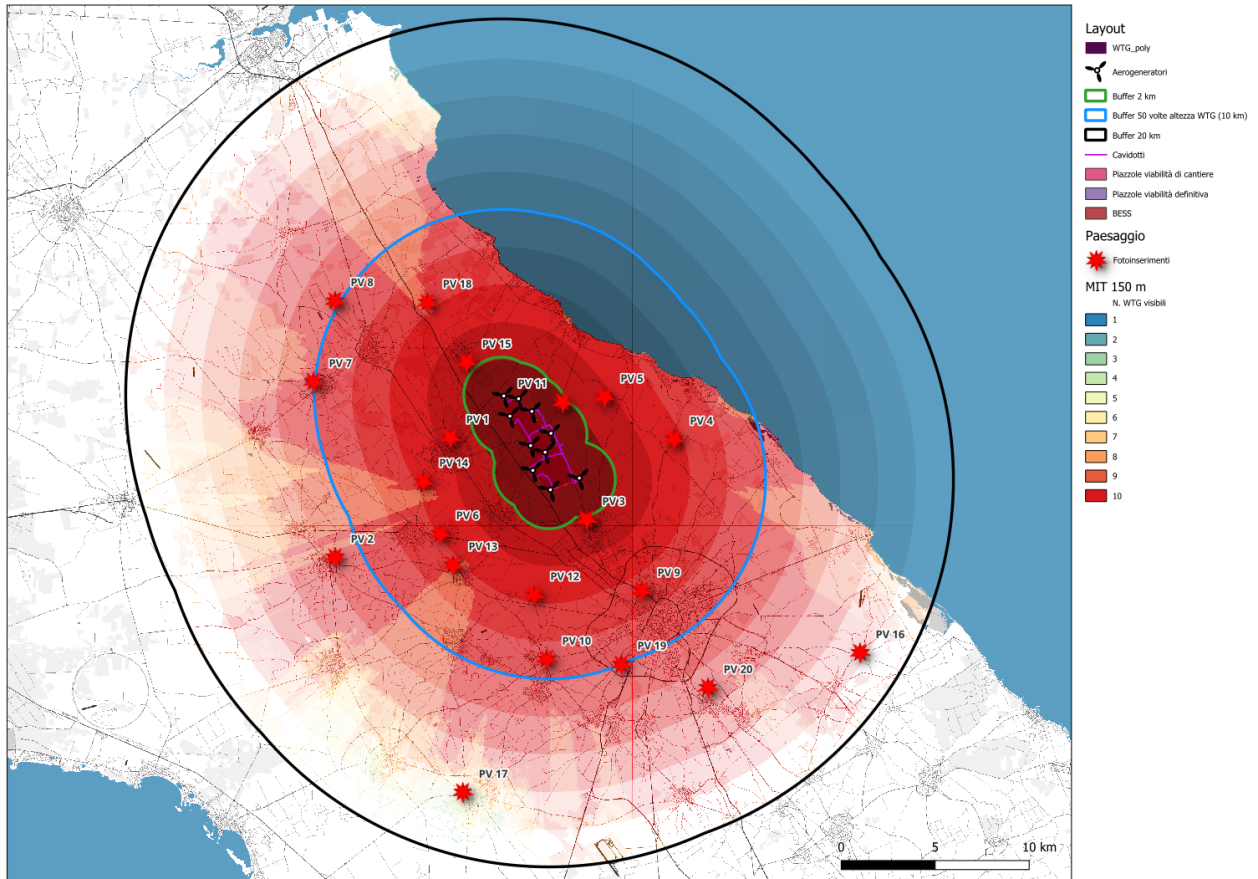 Layout
WTG_poly
Aerogeneratori
Buffer 2 km
Buffer 50 volte altezza WTG (10 km)
Buffer 20 km
Cavidotti
Piazzole viabilità di cantiere
Piazzole viabilità definitiva
BESS
Paesaggio
Fotoinserimenti
MIT 150 m
N. WTG visibili
1
2
3
4
5
6
7
8
9
10
PV 8
PV 18
PV 15
PV 7
PV 11
PV 5
PV 1
PV 4
PV 14
PV 3
PV 6
PV 2
PV 13
PV 12
PV 9
PV 10
PV 19
PV 16
PV 20
PV 17
0
5
10 km